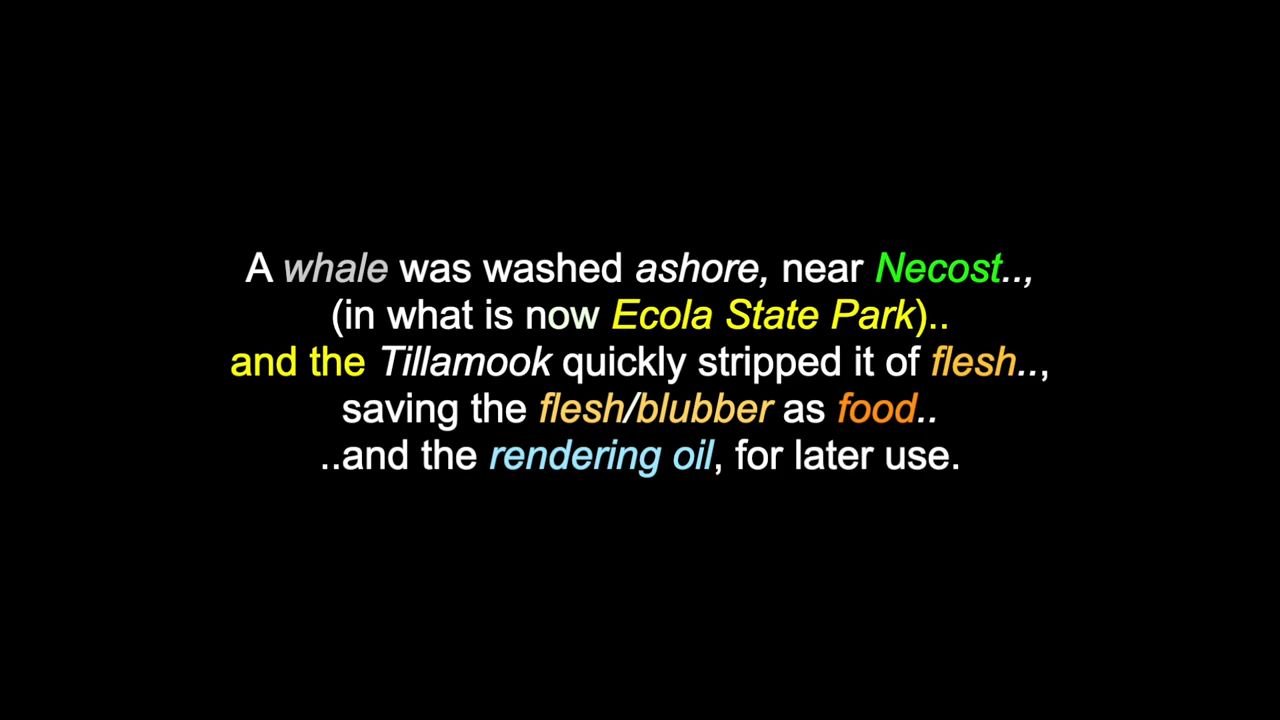 A whale was washed ashore, near Necost..,
(in what is now Ecola State Park)..
and the Tillamook quickly stripped it of flesh..,
saving the flesh/blubber as food..
..and the rendering oil, for later use.